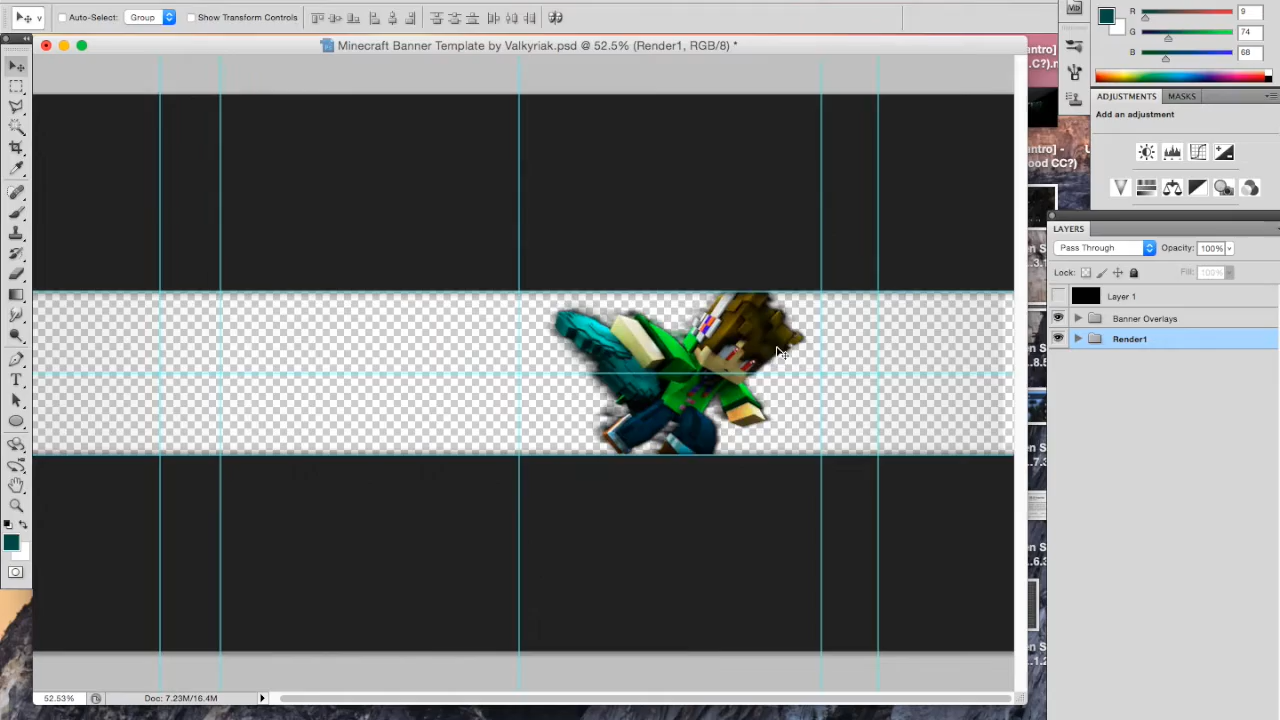 Auto-Select: Group Show Transform Controls
Minecraft Banner Template by Valkyriak.psd @ 52.5% (Render1, RGB/8) *
R 9
G 74
B 68
ADJUSTMENTS MASKS
Add an adjustment
LAYERS
Pass Through Opacity: 100%
Lock: Fill: 100%
Layer 1
Banner Overlays
Render1
T
52.53% Doc: 7.23M/16.4M